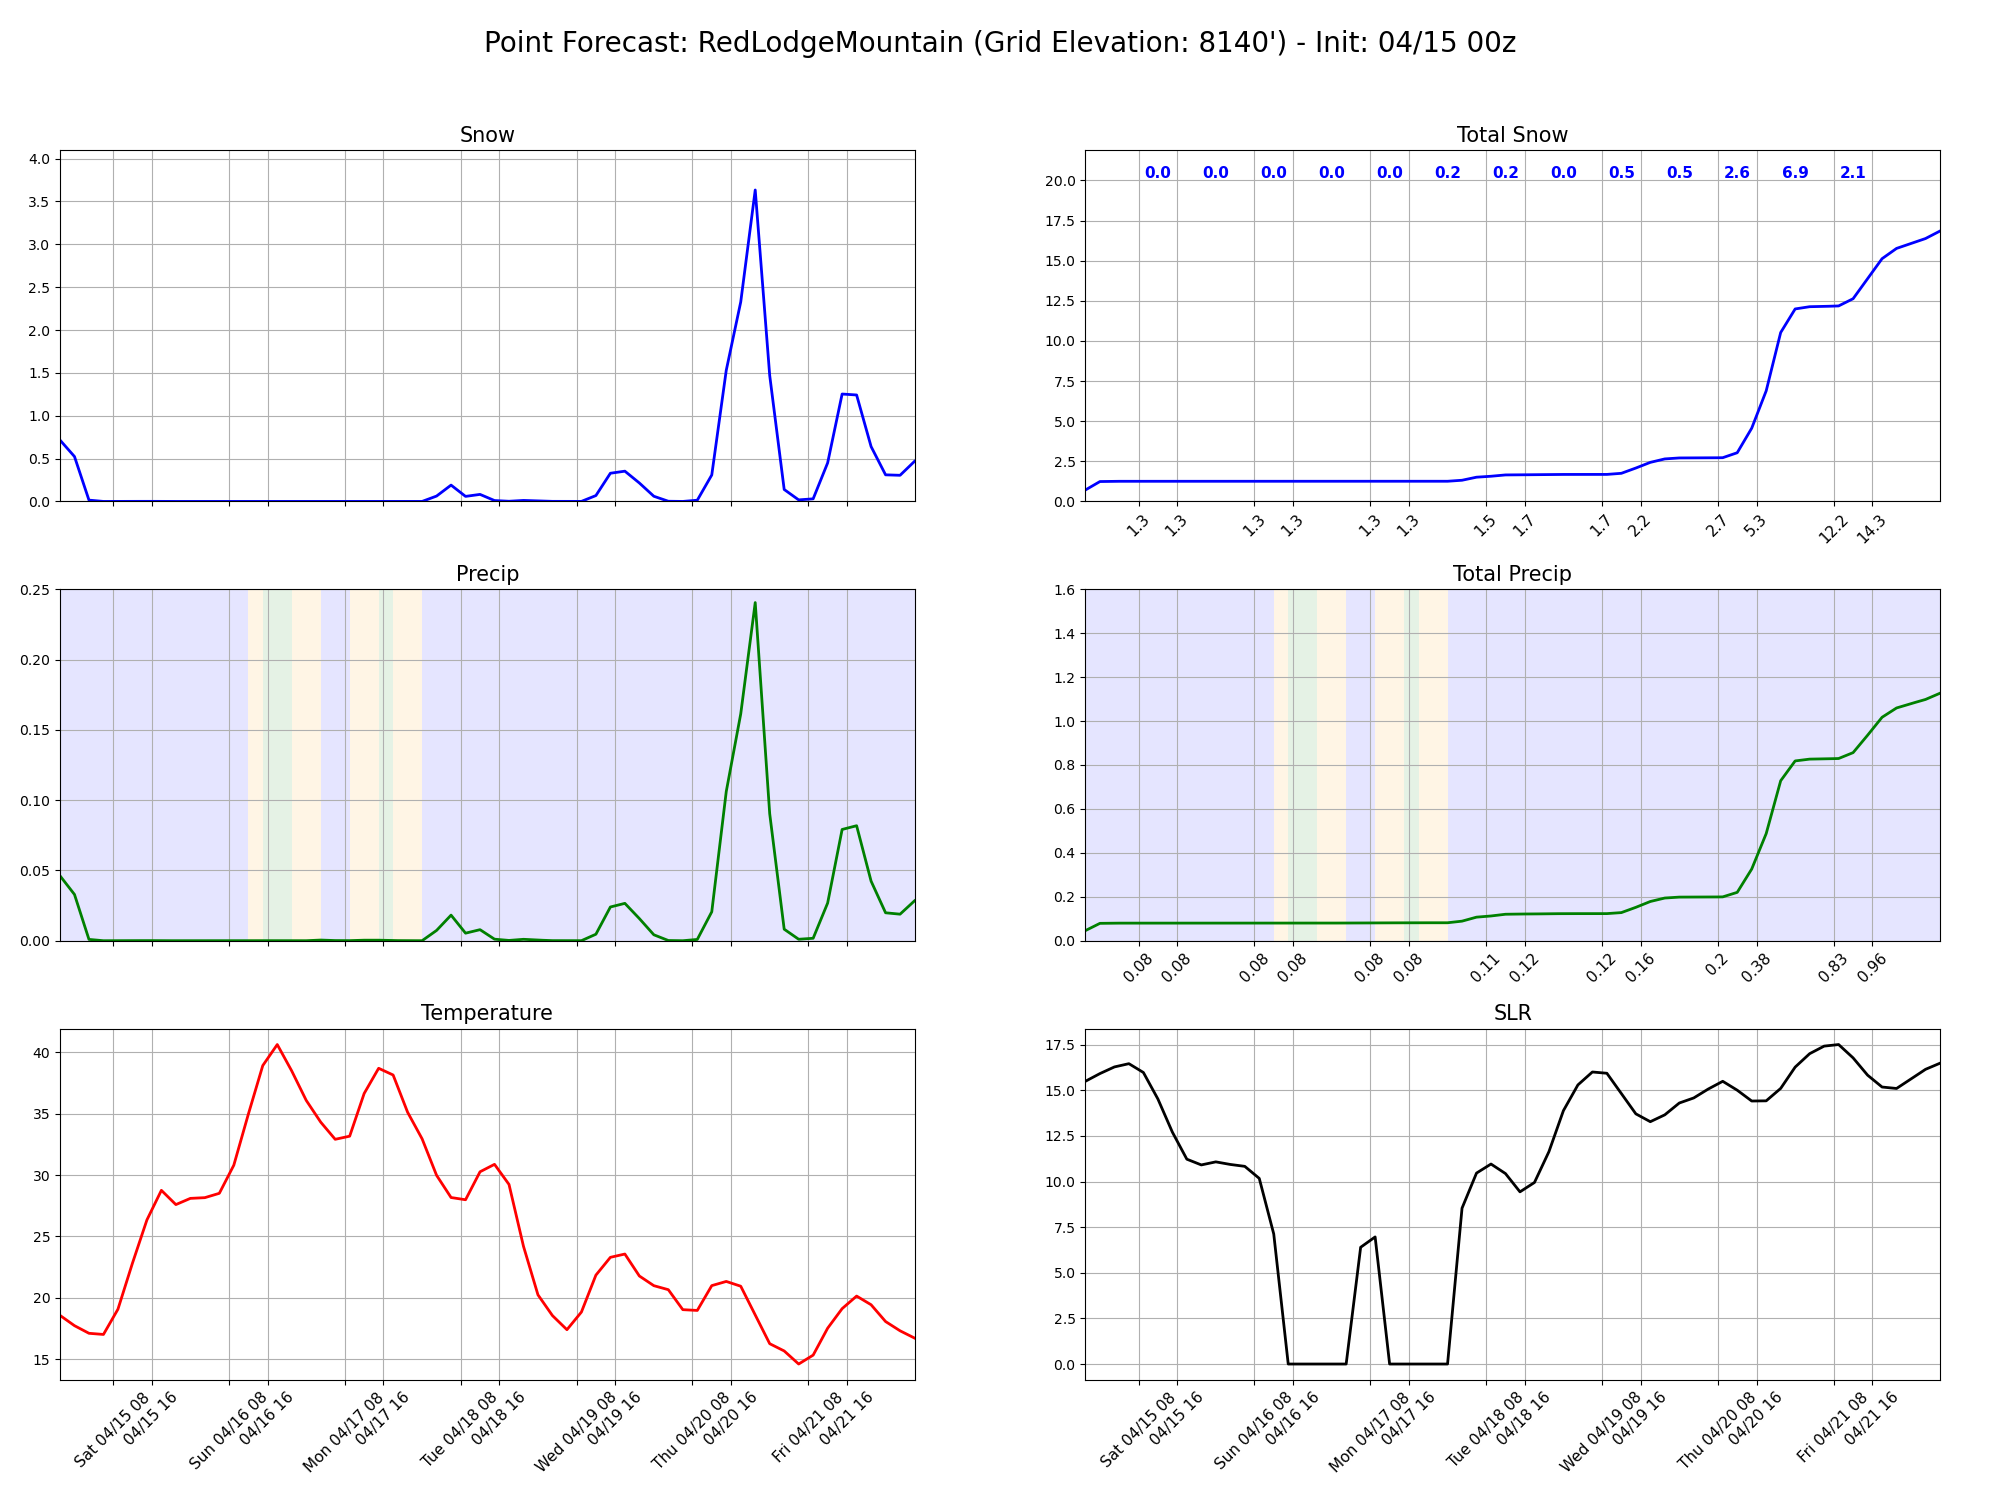 Point Forecast: RedLodgeMountain (Grid Elevation: 8140') - Init: 04/15 00z
Snow
4.0
3.5
3.0
2.5
2.0
1.5
1.0
0.5
0.0
Total Snow
0.0 0.0 0.0 0.0 0.0 0.2 0.2 0.0 0.5 0.5 2.6 6.9 2.1
20.0
17.5
15.0
12.5
10.0
7.5
5.0
2.5
0.0
1.3 1.3 1.3 1.3 1.3 1.3 1.5 1.7 1.7 2.2 2.7 5.3 12.2 14.3
Precip
0.25
0.20
0.15
0.10
0.05
0.00
Total Precip
1.6
1.4
1.2
1.0
0.8
0.6
0.4
0.2
0.0
0.08 0.08 0.08 0.08 0.08 0.08 0.11 0.12 0.12 0.16 0.2 0.38 0.83 0.96
Temperature
40
35
30
25
20
15
Sat 04/15 08
04/15 16
Sun 04/16 08
04/16 16
Mon 04/17 08
04/17 16
Tue 04/18 08
04/18 16
Wed 04/19 08
04/19 16
Thu 04/20 08
04/20 16
Fri 04/21 08
04/21 16
SLR
17.5
15.0
12.5
10.0
7.5
5.0
2.5
0.0
Sat 04/15 08
04/15 16
Sun 04/16 08
04/16 16
Mon 04/17 08
04/17 16
Tue 04/18 08
04/18 16
Wed 04/19 08
04/19 16
Thu 04/20 08
04/20 16
Fri 04/21 08
04/21 16